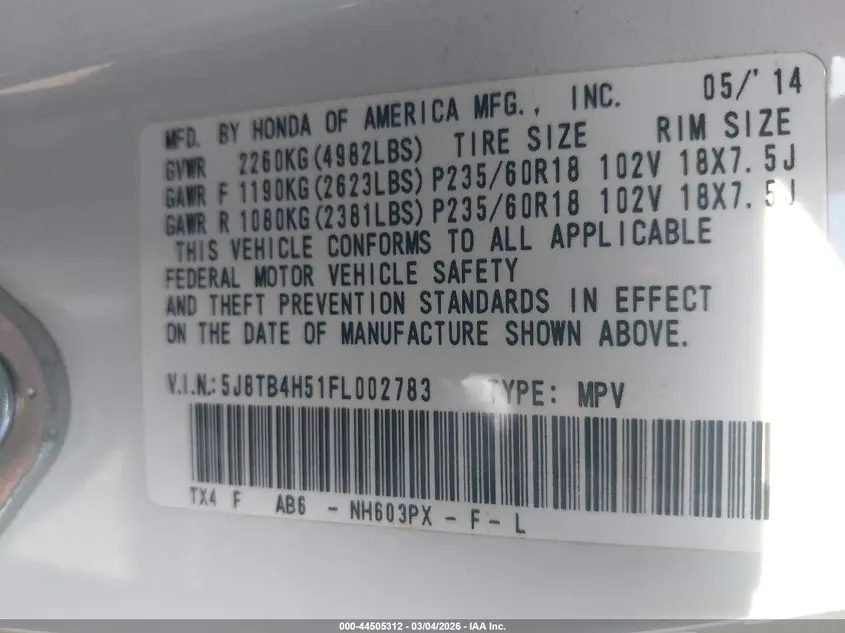 MFD. BY HONDA OF AMERICA MFG., INC. 05/'14
GVWR 2260KG(4982LBS) TIRE SIZE RIM SIZE
GAWR F 1190KG(2623LBS) P235/60R18 102V 18X7.5J
GAWR R 1080KG(2381LBS) P235/60R18 102V 18X7.5J
THIS VEHICLE CONFORMS TO ALL APPLICABLE
FEDERAL MOTOR VEHICLE SAFETY
AND THEFT PREVENTION STANDARDS IN EFFECT
ON THE DATE OF MANUFACTURE SHOWN ABOVE.
V.I.N.: 5J8TB4H51FL002783 TYPE: MPV
TX4 F AB6 - NH603PX - F - L
000-44505312 - 03/04/2026 - IAA Inc.